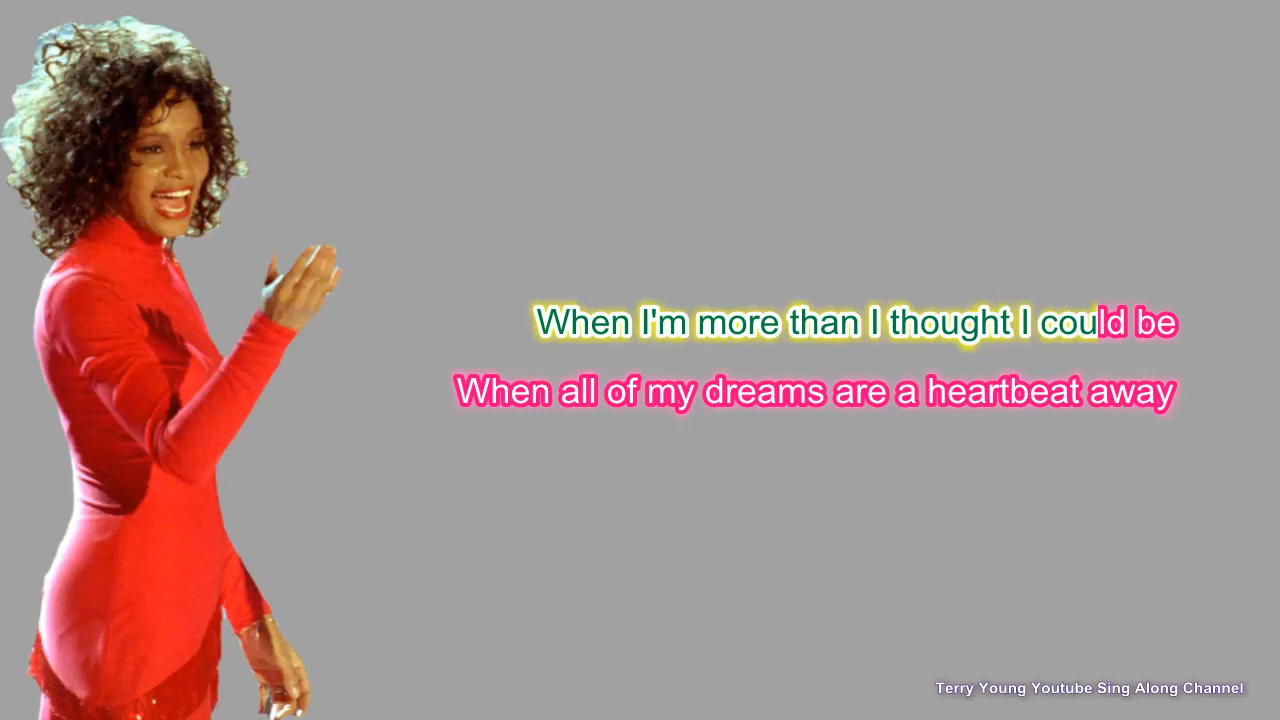 When I'm more than I thought I could be
When all of my dreams are a heartbeat away
Terry Young Youtube Sing Along Channel